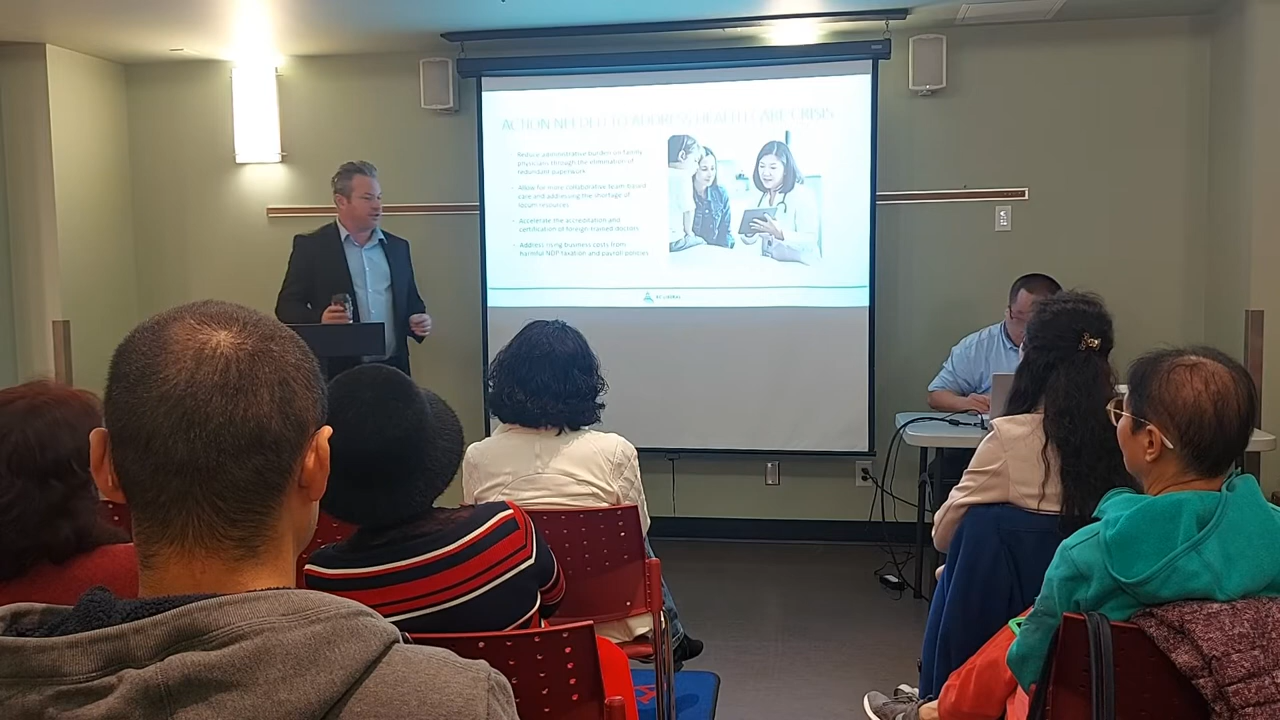 ACTION NEEDED TO ADDRESS HEALTH CARE CRISIS
Reduce administrative burden on family
physicians through the elimination of
redundant paperwork
Allow for more collaborative team-based
care and addressing the shortage of
locum resources
Accelerate the accreditation and
certification of foreign-trained doctors
Address rising business costs from
harmful NDP taxation and payroll policies
BC LIBERAL